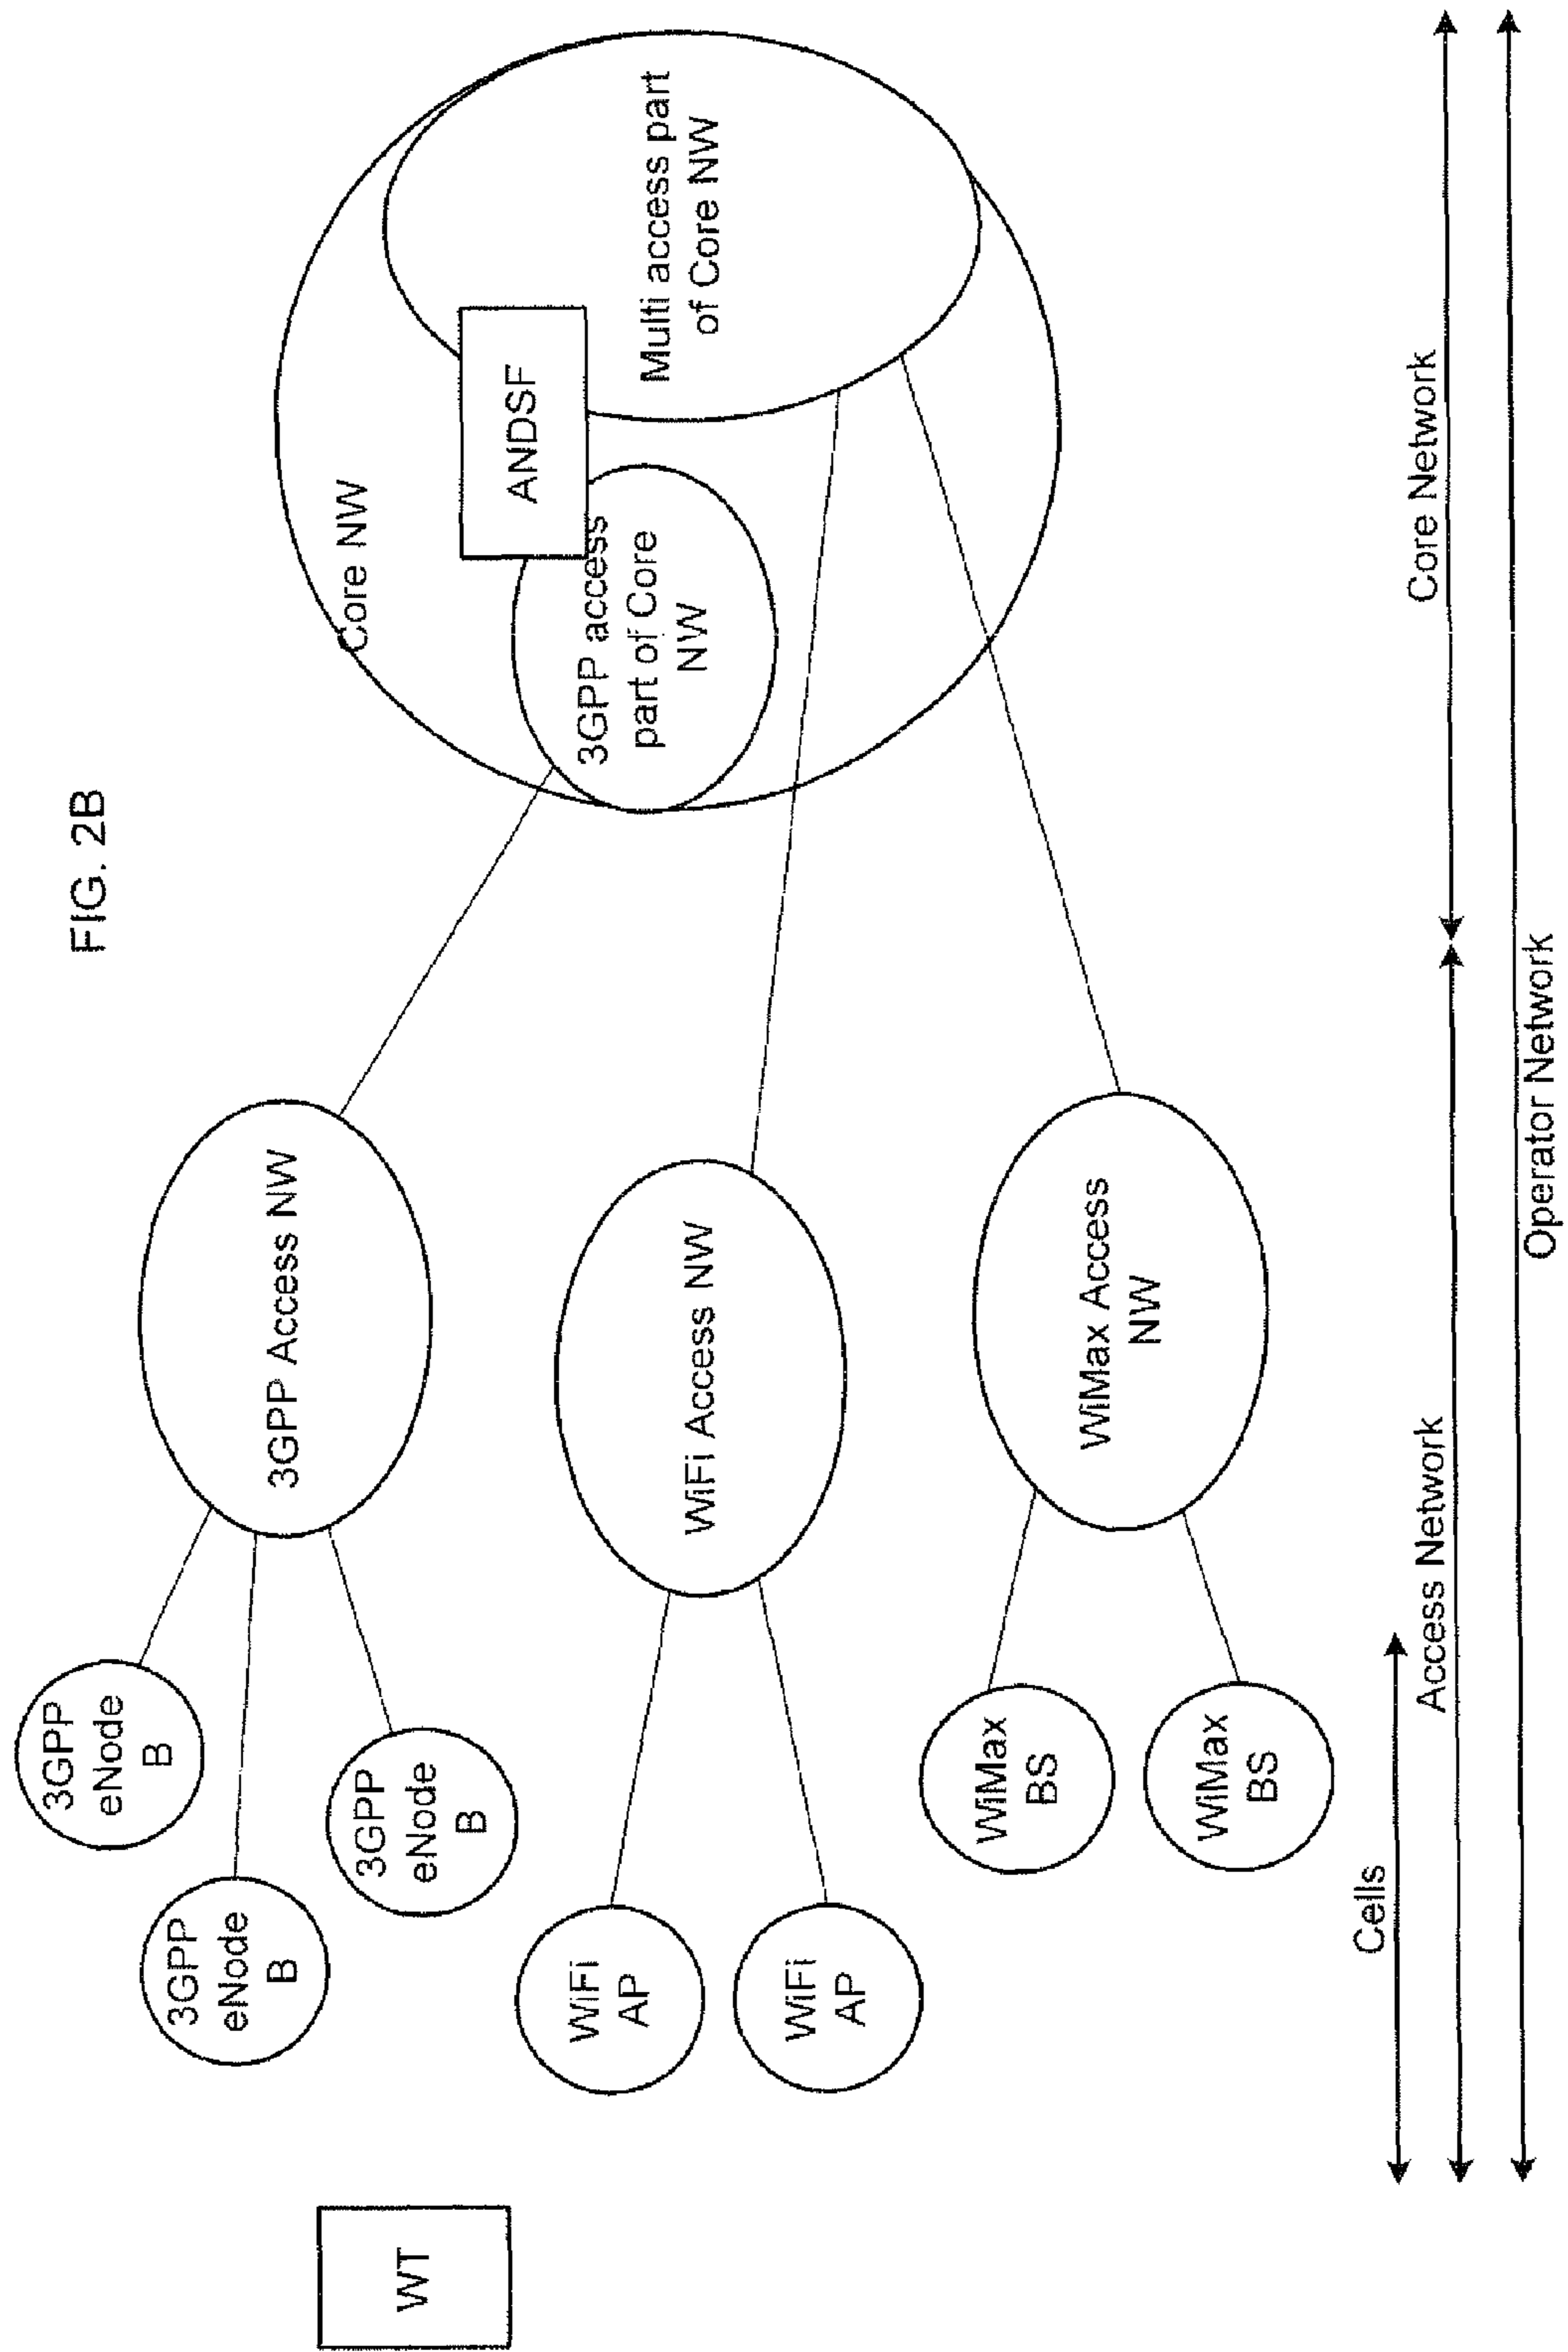 FIG. 2B
3GPP
eNode
B
3GPP
eNode
B
3GPP
eNode
B
3GPP Access NW
Core NW
ANDSF
3GPP access
part of Core
NW
Multi access part
of Core NW
WiFi
AP
WiFi
AP
WiFi Access NW
WiMax
BS
WiMax
BS
WiMax Access
NW
WT
Cells
Access Network
Core Network
Operator Network